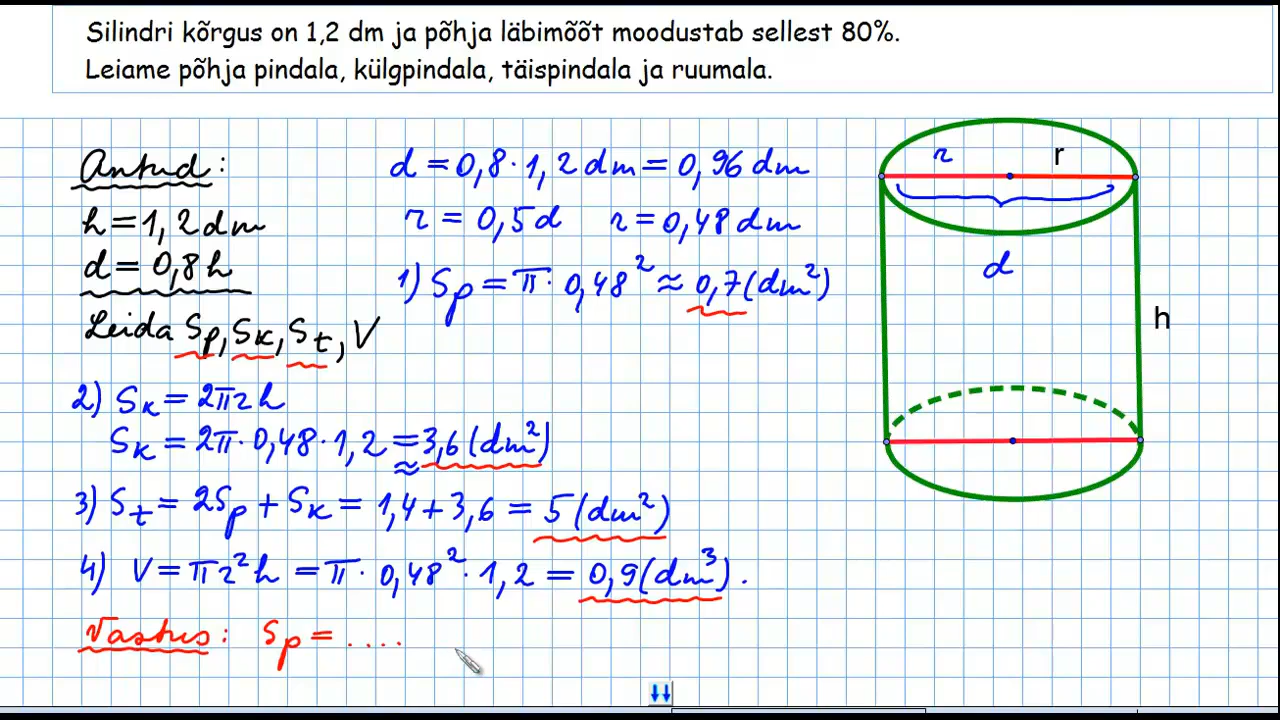 Silindri kõrgus on 1,2 dm ja põhja läbimõõt moodustab sellest 80%.
Leiame põhja pindala, külgpindala, täispindala ja ruumala.
Antud:
h = 1,2 dm
d = 0,8h
Leida Sp, Sk, St, V
d = 0,8 · 1,2 dm = 0,96 dm
r = 0,5d r = 0,48 dm
1) Sp = π · 0,48² ≈ 0,7 (dm²)
2) Sk = 2πrh
Sk = 2π · 0,48 · 1,2 = ≈ 3,6 (dm²)
3) St = 2Sp + Sk = 1,4 + 3,6 = 5 (dm²)
4) V = πr²h = π · 0,48² · 1,2 = 0,9 (dm³).
Vastus: Sp = ....
r r
d
h